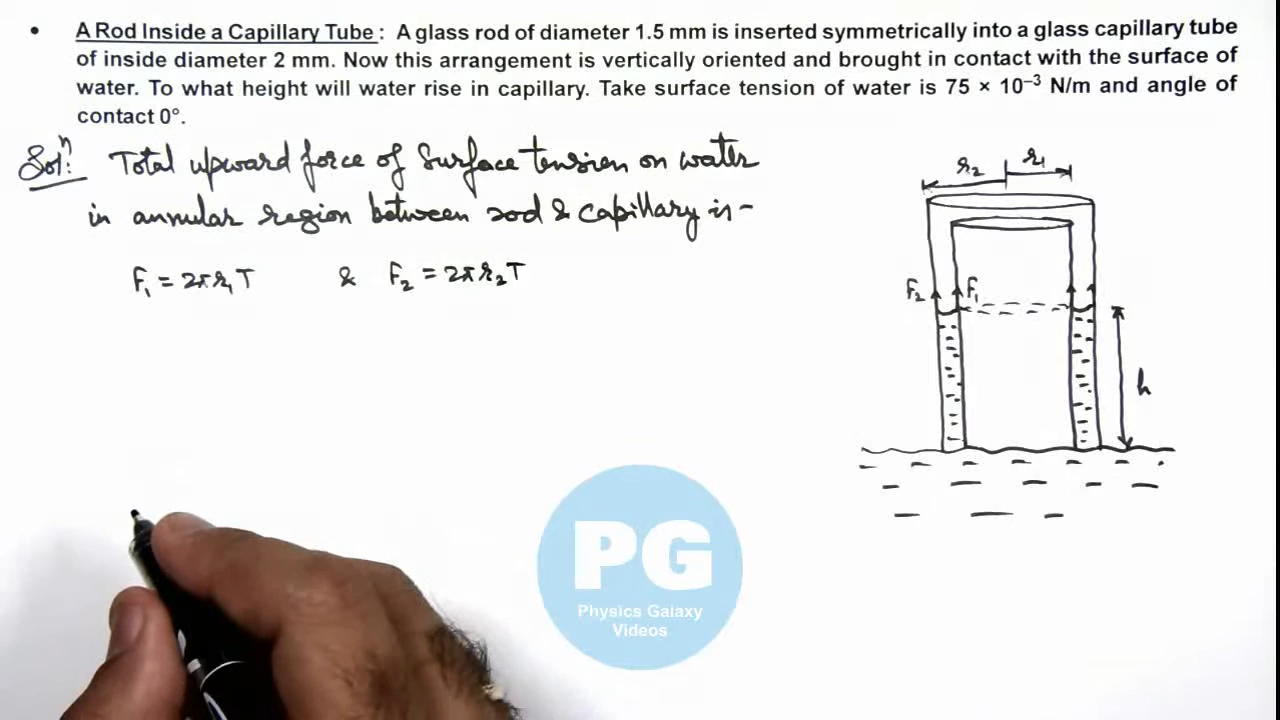 • A Rod Inside a Capillary Tube : A glass rod of diameter 1.5 mm is inserted symmetrically into a glass capillary tube
of inside diameter 2 mm. Now this arrangement is vertically oriented and brought in contact with the surface of
water. To what height will water rise in capillary. Take surface tension of water is 75 × 10⁻³ N/m and angle of
contact 0°.
Solⁿ: Total upward force of surface tension on water
in annular region between rod & capillary is-
F₁ = 2πr₁T & F₂ = 2πr₂T
r₂ r₁
F₂ F₁
h
PG
Physics Galaxy
Videos